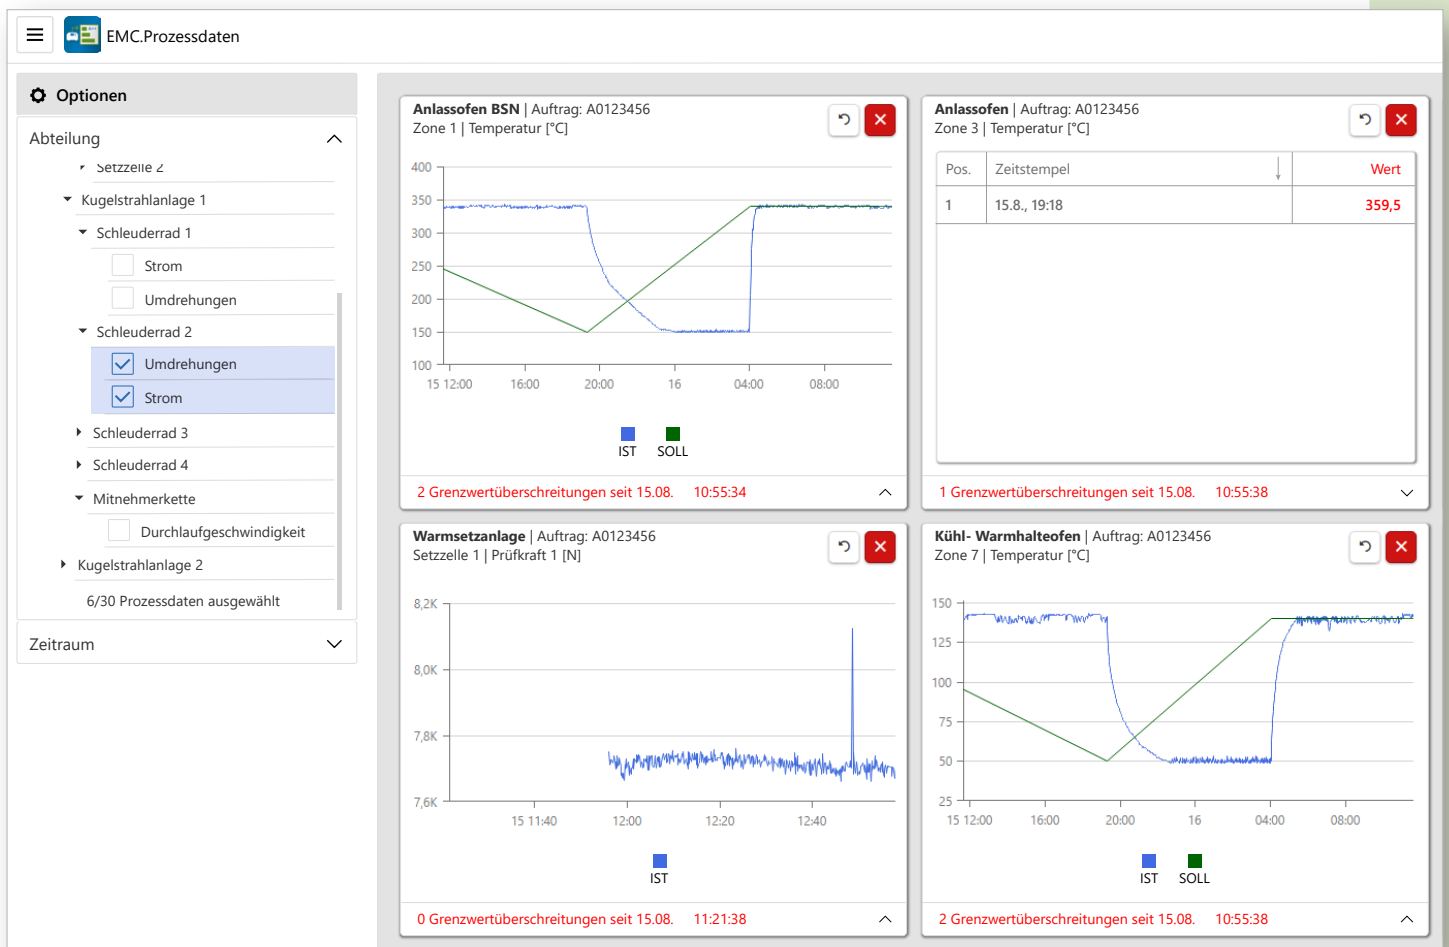 EMC.Prozessdaten
Optionen
Abteilung
Setzzelle 2
Kugelstrahlanlage 1
Schleuderrad 1
Strom
Umdrehungen
Schleuderrad 2
Umdrehungen
Strom
Schleuderrad 3
Schleuderrad 4
Mitnehmerkette
Durchlaufgeschwindigkeit
Kugelstrahlanlage 2
6/30 Prozessdaten ausgewählt
Zeitraum
Anlassofen BSN | Auftrag: A0123456
Zone 1 | Temperatur [°C]
400
350
300
250
200
150
100
15 12:00 16:00 20:00 16 04:00 08:00
IST SOLL
2 Grenzwertüberschreitungen seit 15.08. 10:55:34
Anlassofen | Auftrag: A0123456
Zone 3 | Temperatur [°C]
Pos. Zeitstempel Wert
1 15.8., 19:18 359,5
1 Grenzwertüberschreitungen seit 15.08. 10:55:38
Warmsetzanlage | Auftrag: A0123456
Setzzelle 1 | Prüfkraft 1 [N]
8,2K
8,0K
7,8K
7,6K
15 11:40 12:00 12:20 12:40
IST
0 Grenzwertüberschreitungen seit 15.08. 11:21:38
Kühl- Warmhalteofen | Auftrag: A0123456
Zone 7 | Temperatur [°C]
150
125
100
75
50
25
15 12:00 16:00 20:00 16 04:00 08:00
IST SOLL
2 Grenzwertüberschreitungen seit 15.08. 10:55:38